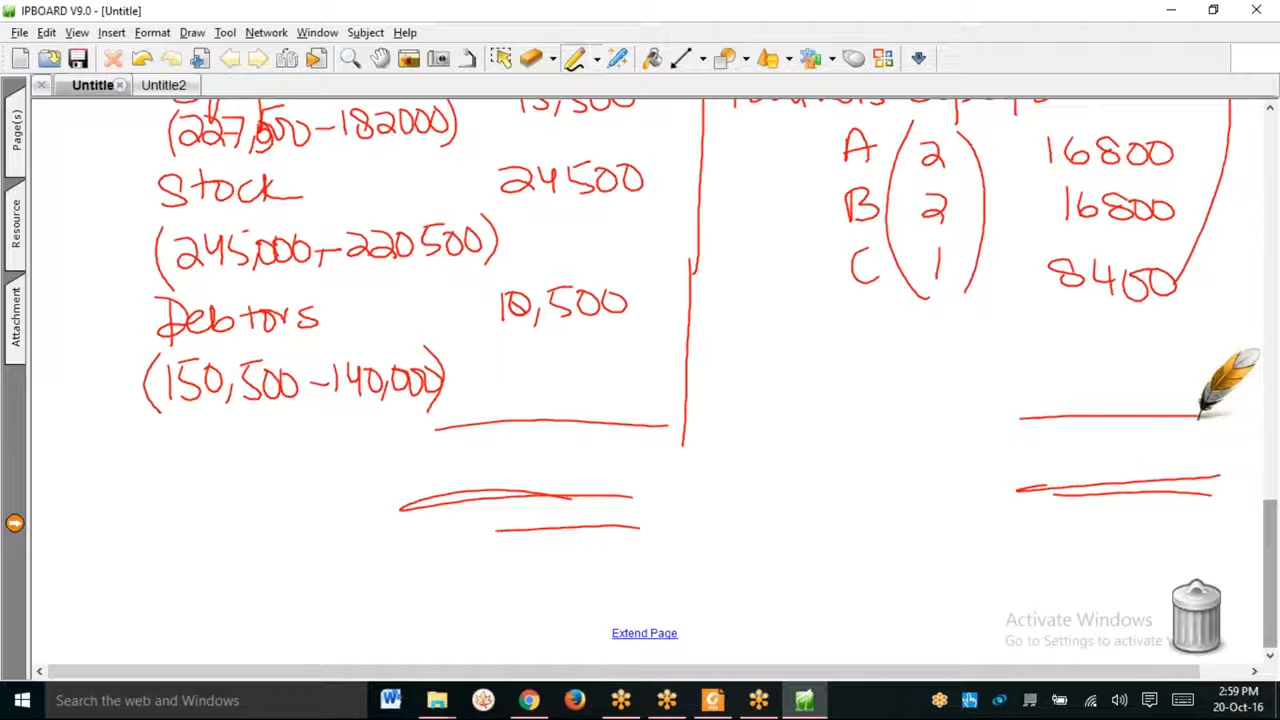 IPBOARD V9.0 - [Untitle]
File Edit View Insert Format Draw Tool Network Window Subject Help
Untitle Untitle2
Page(s)
Resource
Attachment
(227,500-182000)
Stock 24500
(245,000-220500)
Debtors 10,500
(150,500-140,000)
A 2 16800
B 2 16800
C 1 8400
Extend Page
Activate Windows
Go to Settings to activate W
Search the web and Windows
2:59 PM
20-Oct-16